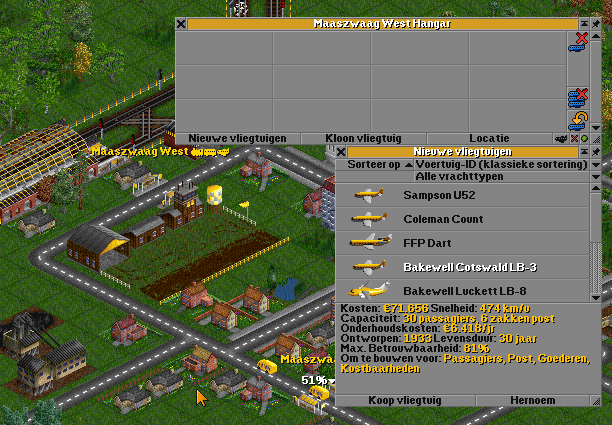 Maaszwaag West Hangar
Nieuwe vliegtuigen Kloon vliegtuig Locatie
Maaszwaag West
Nieuwe vliegtuigen
Sorteer op Voertuig-ID (klassieke sortering)
Alle vrachttypen
Sampson U52
Coleman Count
FFP Dart
Bakewell Cotswald LB-3
Bakewell Luckett LB-8
Kosten: €71.656 Snelheid: 474 km/u
Capaciteit: 30 passagiers, 6 zakken post
Onderhoudskosten: €6.418/jr
Ontworpen: 1933 Levensduur: 30 jaar
Max. Betrouwbaarheid: 81%
Om te bouwen voor: Passagiers, Post, Goederen,
Kostbaarheden
Maaszwaa
51%
Koop vliegtuig Hernoem